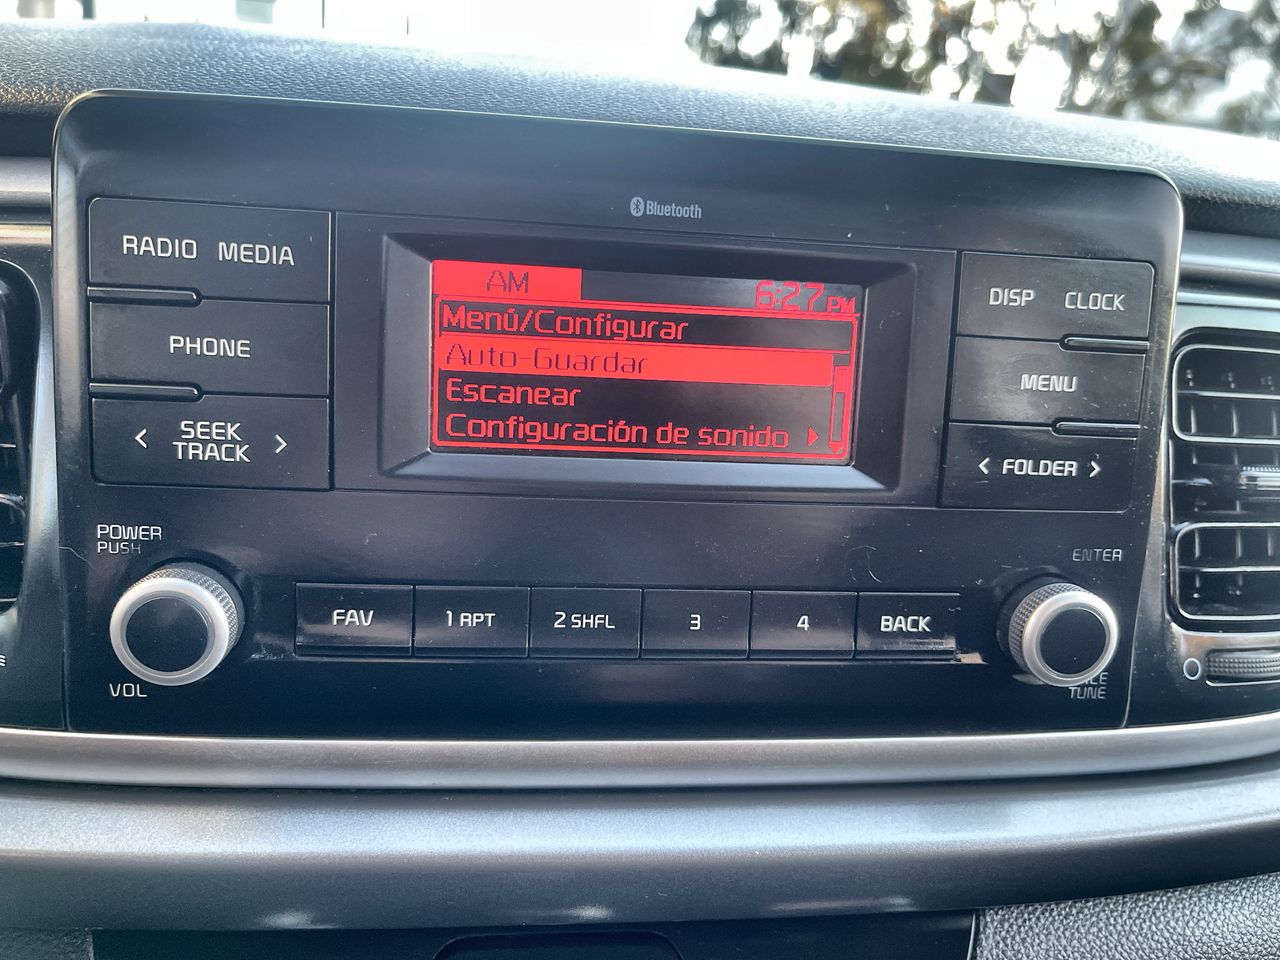 Bluetooth
RADIO MEDIA
PHONE
SEEK
TRACK
AM
6:27 PM
Menú/Configurar
Auto-Guardar
Escanear
Configuración de sonido
DISP CLOCK
MENU
FOLDER
POWER
PUSH
VOL
FAV
1 RPT
2 SHFL
3
4
BACK
ENTER
TUNE